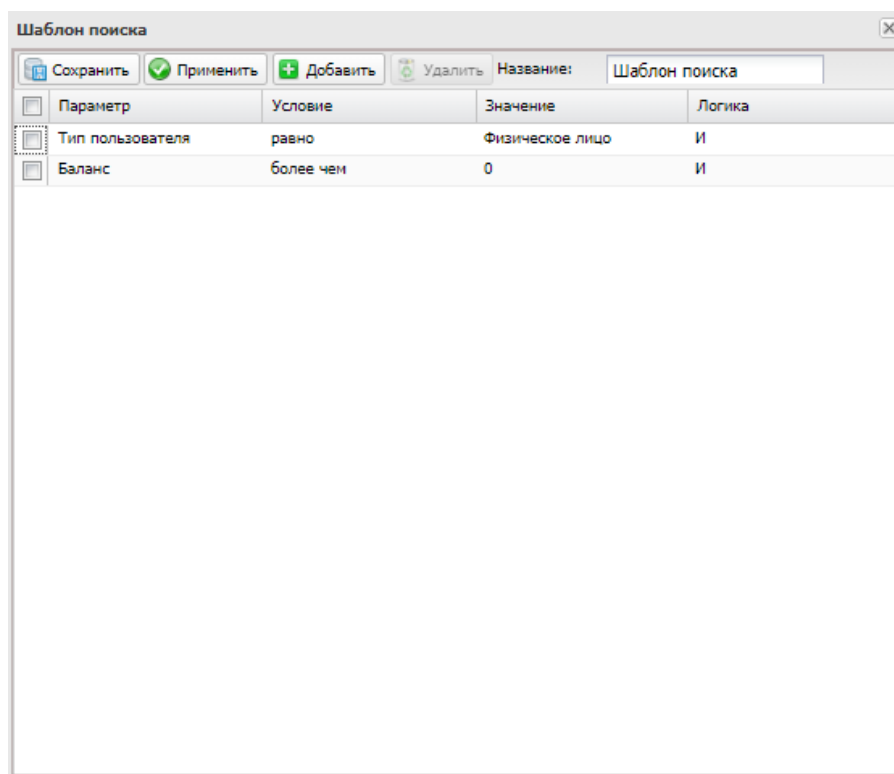 Шаблон поиска
Сохранить Применить Добавить Удалить Название: Шаблон поиска
Параметр Условие Значение Логика
Тип пользователя равно Физическое лицо И
Баланс более чем 0 И